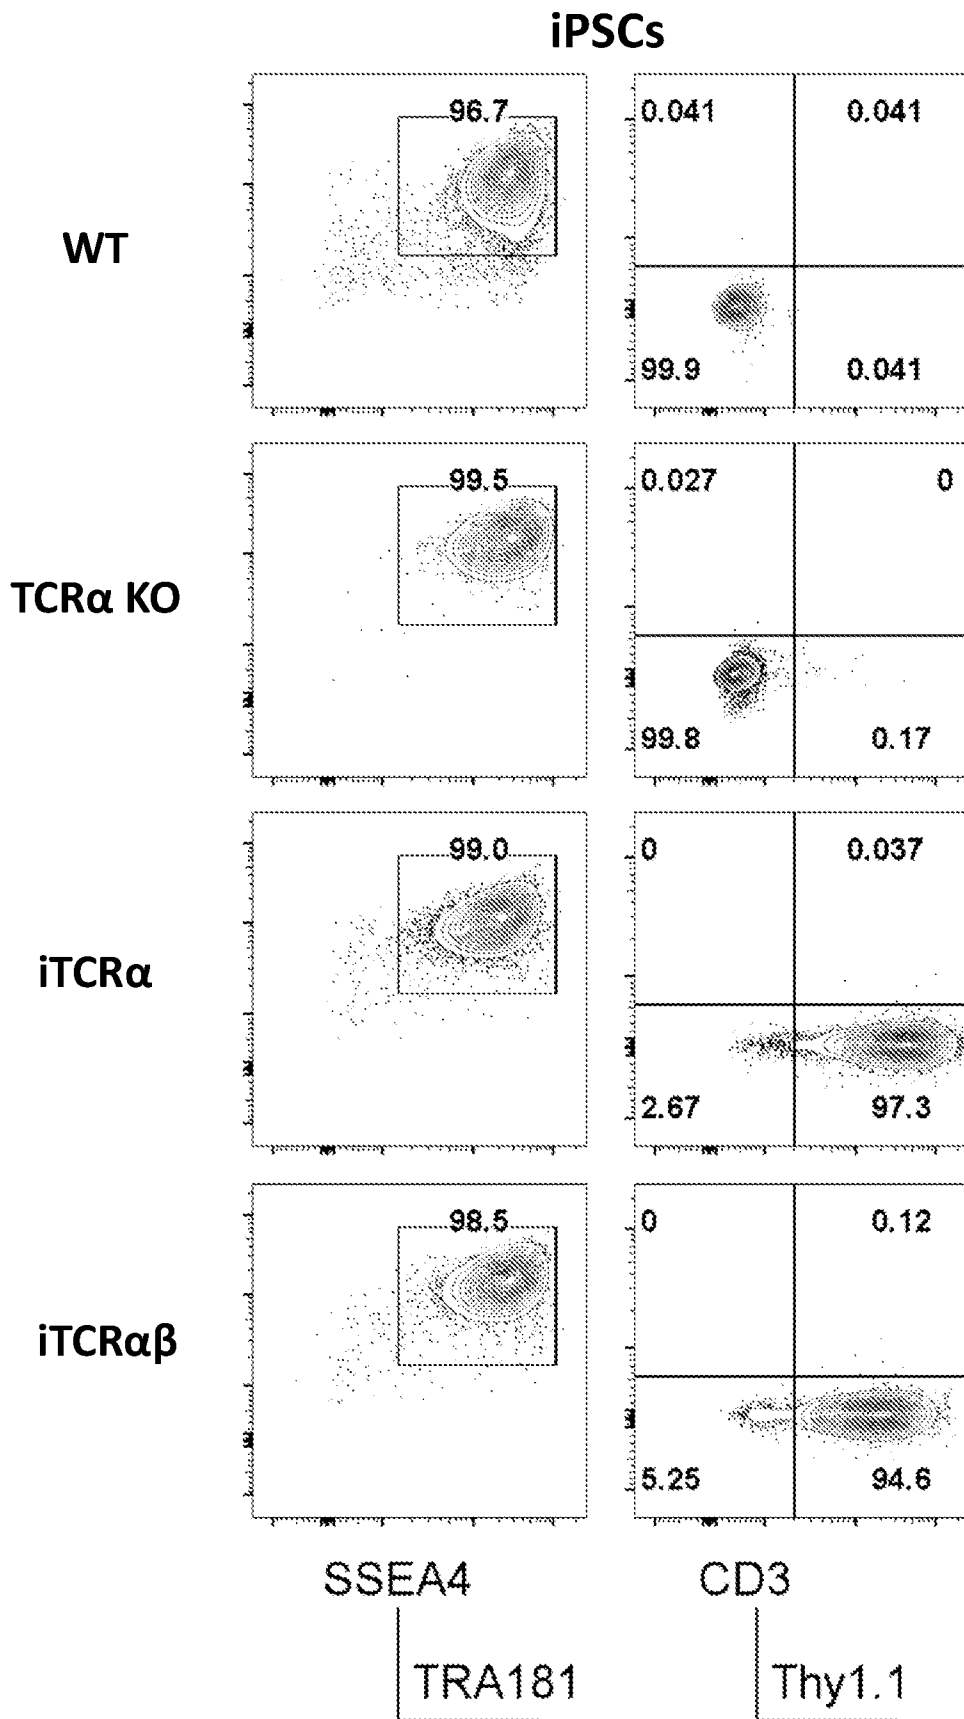 iPSCs
96.7
0.041 0.041
WT
99.9 0.041
99.5
0.027 0
TCRα KO
99.8 0.17
99.0
0 0.037
iTCRα
2.67 97.3
98.5
0 0.12
iTCRαβ
5.25 94.6
SSEA4 CD3
TRA181 Thy1.1